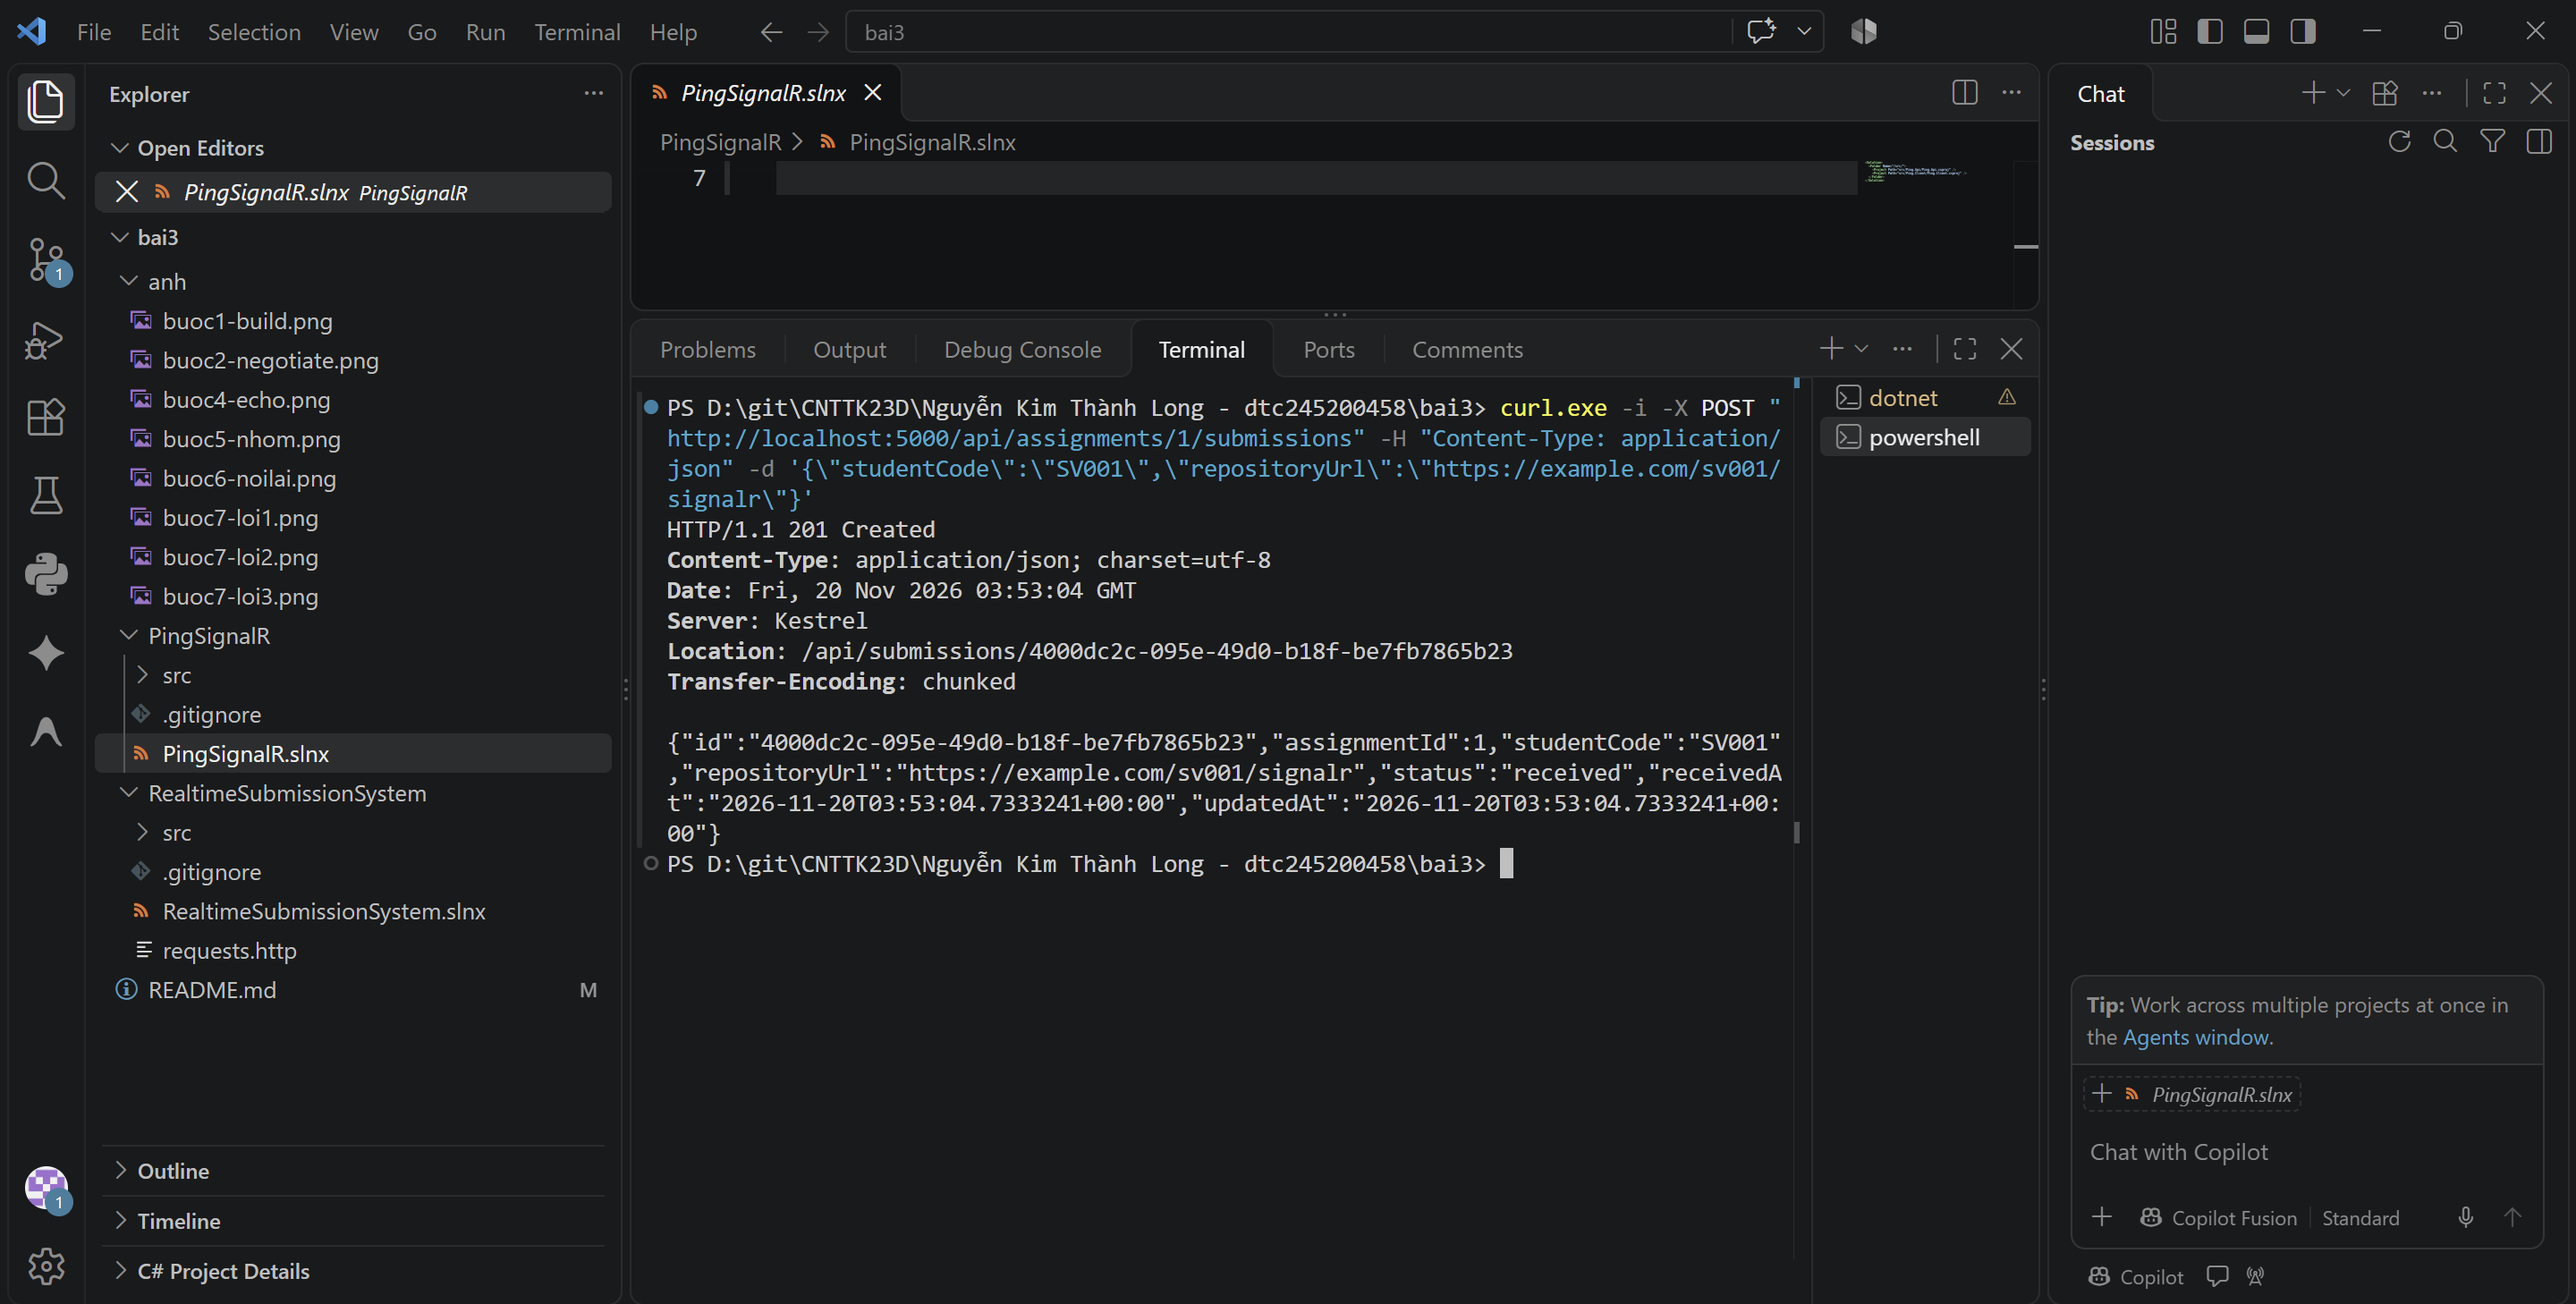 File Edit Selection View Go Run Terminal Help
bai3
Explorer
Open Editors
PingSignalR.slnx PingSignalR
bai3
anh
buoc1-build.png
buoc2-negotiate.png
buoc4-echo.png
buoc5-nhom.png
buoc6-noilai.png
buoc7-loi1.png
buoc7-loi2.png
buoc7-loi3.png
PingSignalR
src
.gitignore
PingSignalR.slnx
RealtimeSubmissionSystem
src
.gitignore
RealtimeSubmissionSystem.slnx
requests.http
README.md M
Outline
Timeline
C# Project Details
1
1
PingSignalR.slnx
PingSignalR > PingSignalR.slnx
7
Problems Output Debug Console Terminal Ports Comments
PS D:\git\CNTTK23D\Nguyễn Kim Thành Long - dtc245200458\bai3> curl.exe -i -X POST "
http://localhost:5000/api/assignments/1/submissions" -H "Content-Type: application/
json" -d '{\"studentCode\":\"SV001\",\"repositoryUrl\":\"https://example.com/sv001/
signalr\"}'
HTTP/1.1 201 Created
Content-Type: application/json; charset=utf-8
Date: Fri, 20 Nov 2026 03:53:04 GMT
Server: Kestrel
Location: /api/submissions/4000dc2c-095e-49d0-b18f-be7fb7865b23
Transfer-Encoding: chunked
{"id":"4000dc2c-095e-49d0-b18f-be7fb7865b23","assignmentId":1,"studentCode":"SV001"
,"repositoryUrl":"https://example.com/sv001/signalr","status":"received","receivedA
t":"2026-11-20T03:53:04.7333241+00:00","updatedAt":"2026-11-20T03:53:04.7333241+00:
00"}
PS D:\git\CNTTK23D\Nguyễn Kim Thành Long - dtc245200458\bai3>
dotnet
powershell
Chat
Sessions
Tip: Work across multiple projects at once in
the Agents window.
PingSignalR.slnx
Chat with Copilot
Copilot Fusion Standard
Copilot